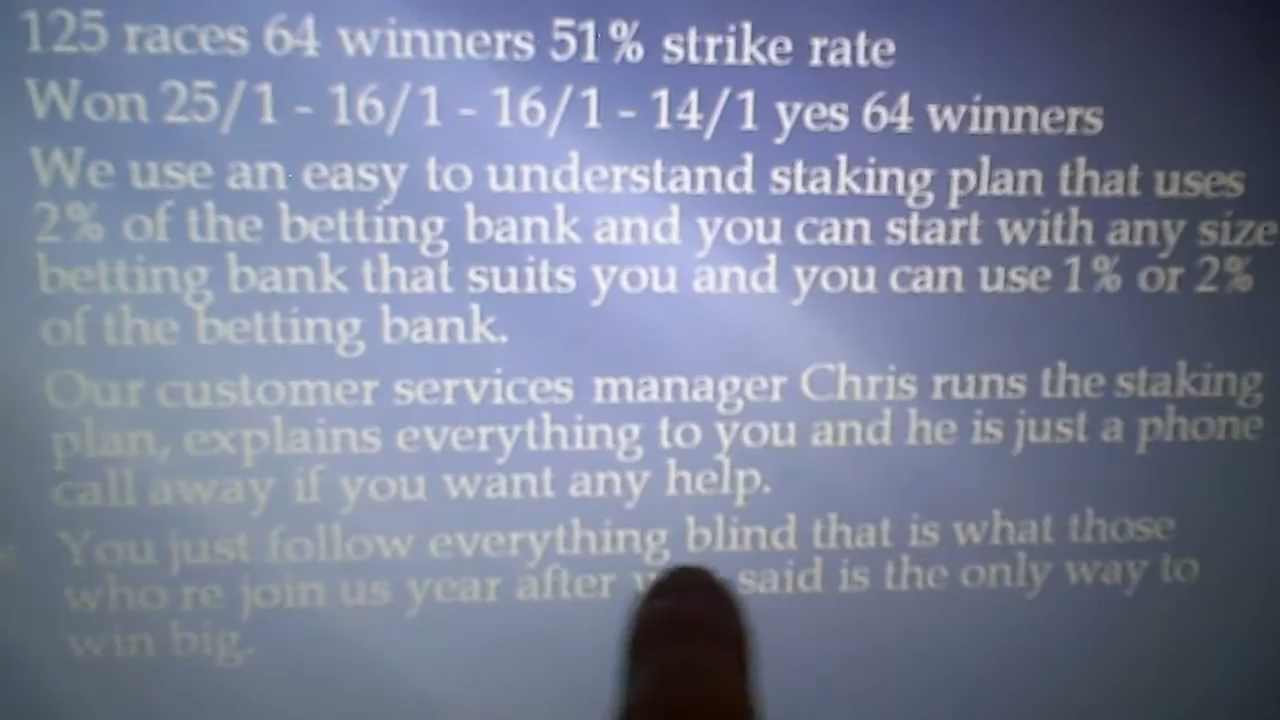 125 races 64 winners 51% strike rate
Won 25/1 - 16/1 - 16/1 - 14/1 yes 64 winners
We use an easy to understand staking plan that uses
2% of the betting bank and you can start with any size
betting bank that suits you and you can use 1% or 2%
of the betting bank.
Our customer services manager Chris runs the staking
plan, explains everything to you and he is just a phone
call away if you want any help.
You just follow everything blind that is what those
who re join us year after said is the only way to
win big.